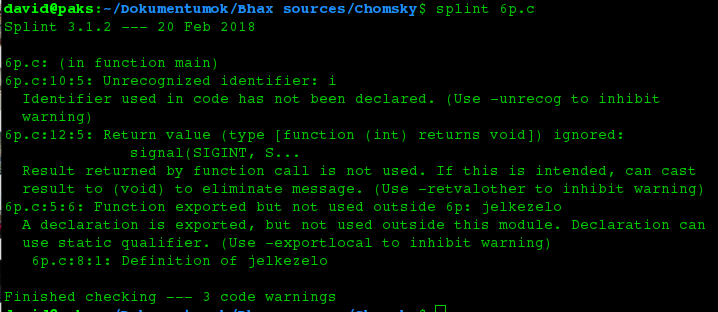 david@paks:~/Dokumentumok/Bhax sources/Chomsky$ splint 6p.c
Splint 3.1.2 --- 20 Feb 2018

6p.c: (in function main)
6p.c:10:5: Unrecognized identifier: i
  Identifier used in code has not been declared. (Use -unrecog to inhibit
  warning)
6p.c:12:5: Return value (type [function (int) returns void]) ignored:
              signal(SIGINT, S...
  Result returned by function call is not used. If this is intended, can cast
  result to (void) to eliminate message. (Use -retvalother to inhibit warning)
6p.c:5:6: Function exported but not used outside 6p: jelkezelo
  A declaration is exported, but not used outside this module. Declaration can
  use static qualifier. (Use -exportlocal to inhibit warning)
   6p.c:8:1: Definition of jelkezelo

Finished checking --- 3 code warnings
david@paks:~/Dokumentumok/Bhax sources/Chomsky$